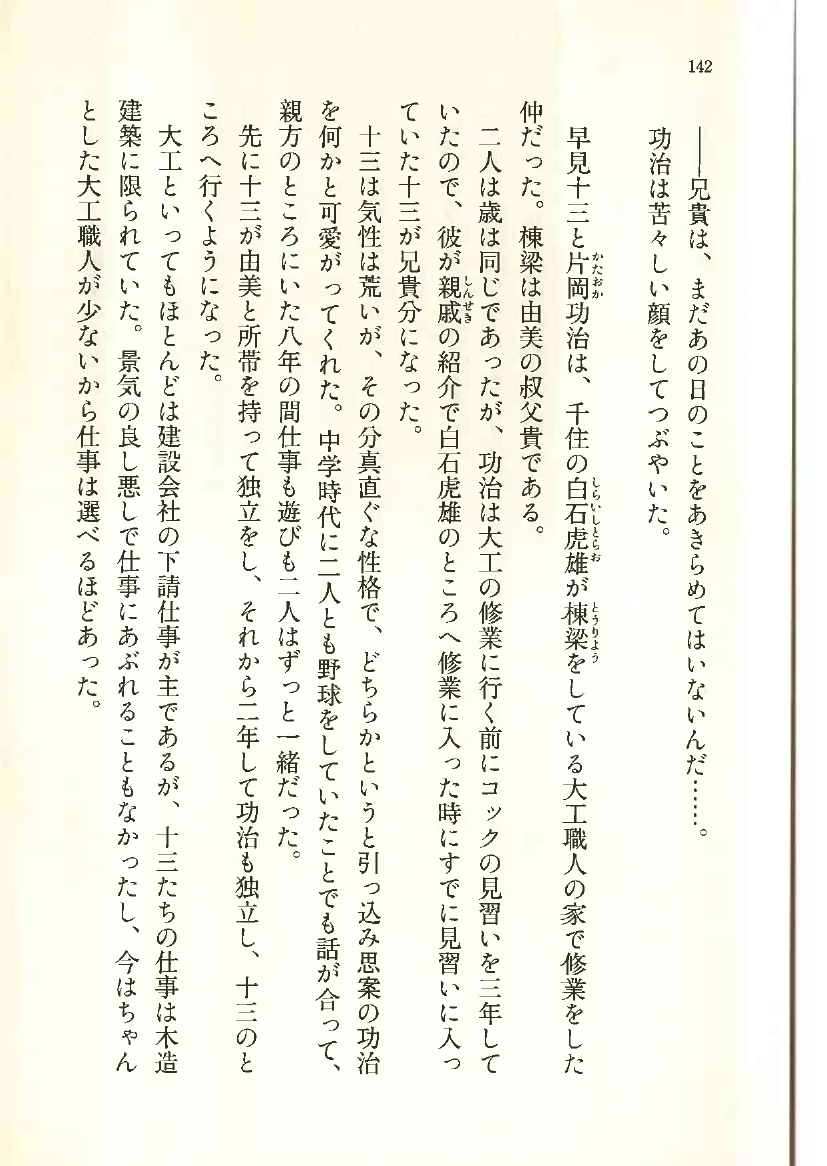 142
――兄貴は、まだあの日のことをあきらめてはいないんだ……。
功治は苦々しい顔をしてつぶやいた。
早見十三と片岡功治は、千住の白石虎雄が棟梁をしている大工職人の家で修業をした
かたおか
しらいしとらお
とうりよう
仲だった。棟梁は由美の叔父貴である。
二人は歳は同じであったが、功治は大工の修業に行く前にコックの見習いを三年して
いたので、彼が親戚の紹介で白石虎雄のところへ修業に入った時にすでに見習いに入っ
しんせき
ていた十三が兄貴分になった。
十三は気性は荒いが、その分真直ぐな性格で、どちらかというと引っ込み思案の功治
を何かと可愛がってくれた。中学時代に二人とも野球をしていたことでも話が合って、
親方のところにいた八年の間仕事も遊びも二人はずっと一緒だった。
先に十三が由美と所帯を持って独立をし、それから二年して功治も独立し、十三のと
ころへ行くようになった。
大工といってもほとんどは建設会社の下請仕事が主であるが、十三たちの仕事は木造
建築に限られていた。景気の良し悪しで仕事にあぶれることもなかったし、今はちゃん
とした大工職人が少ないから仕事は選べるほどあった。